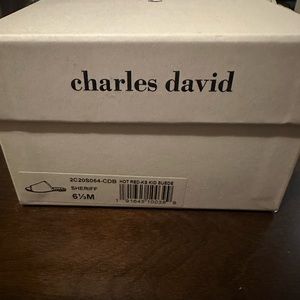 charles david
2C20S064-CDB HOT RED-KS KID SUEDE
SHERIFF
6½M